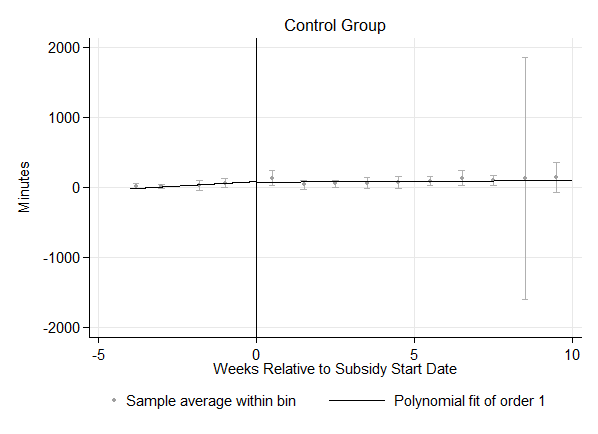 Control Group
2000
1000
0
-1000
-2000
Minutes
-5
0
5
10
Weeks Relative to Subsidy Start Date
Sample average within bin
Polynomial fit of order 1